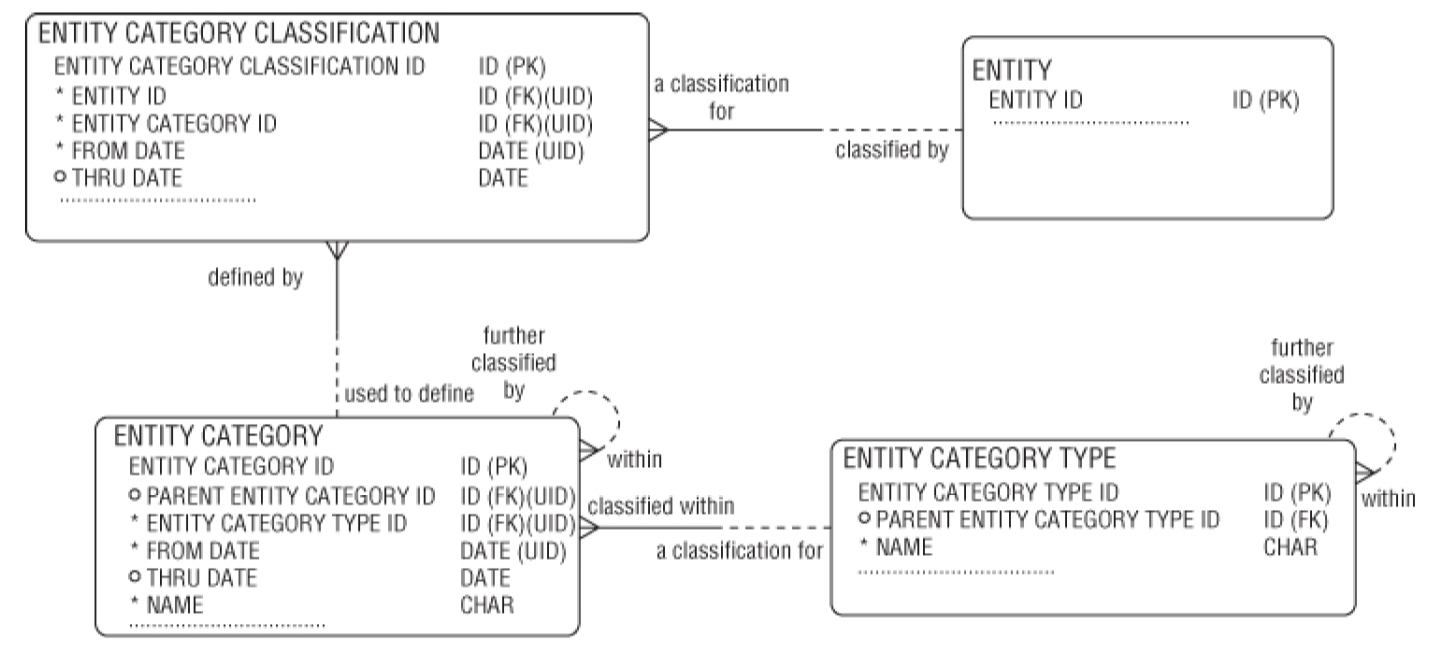 ENTITY CATEGORY CLASSIFICATION
ENTITY CATEGORY CLASSIFICATION ID ID (PK)
* ENTITY ID ID (FK)(UID)
* ENTITY CATEGORY ID ID (FK)(UID)
* FROM DATE DATE (UID)
o THRU DATE DATE
a classification
for
classified by
ENTITY
ENTITY ID ID (PK)
defined by
used to define
further
classified
by
within
ENTITY CATEGORY
ENTITY CATEGORY ID ID (PK)
o PARENT ENTITY CATEGORY ID ID (FK)(UID)
* ENTITY CATEGORY TYPE ID ID (FK)(UID)
* FROM DATE DATE (UID)
o THRU DATE DATE
* NAME CHAR
classified within
a classification for
further
classified
by
within
ENTITY CATEGORY TYPE
ENTITY CATEGORY TYPE ID ID (PK)
o PARENT ENTITY CATEGORY TYPE ID ID (FK)
* NAME CHAR